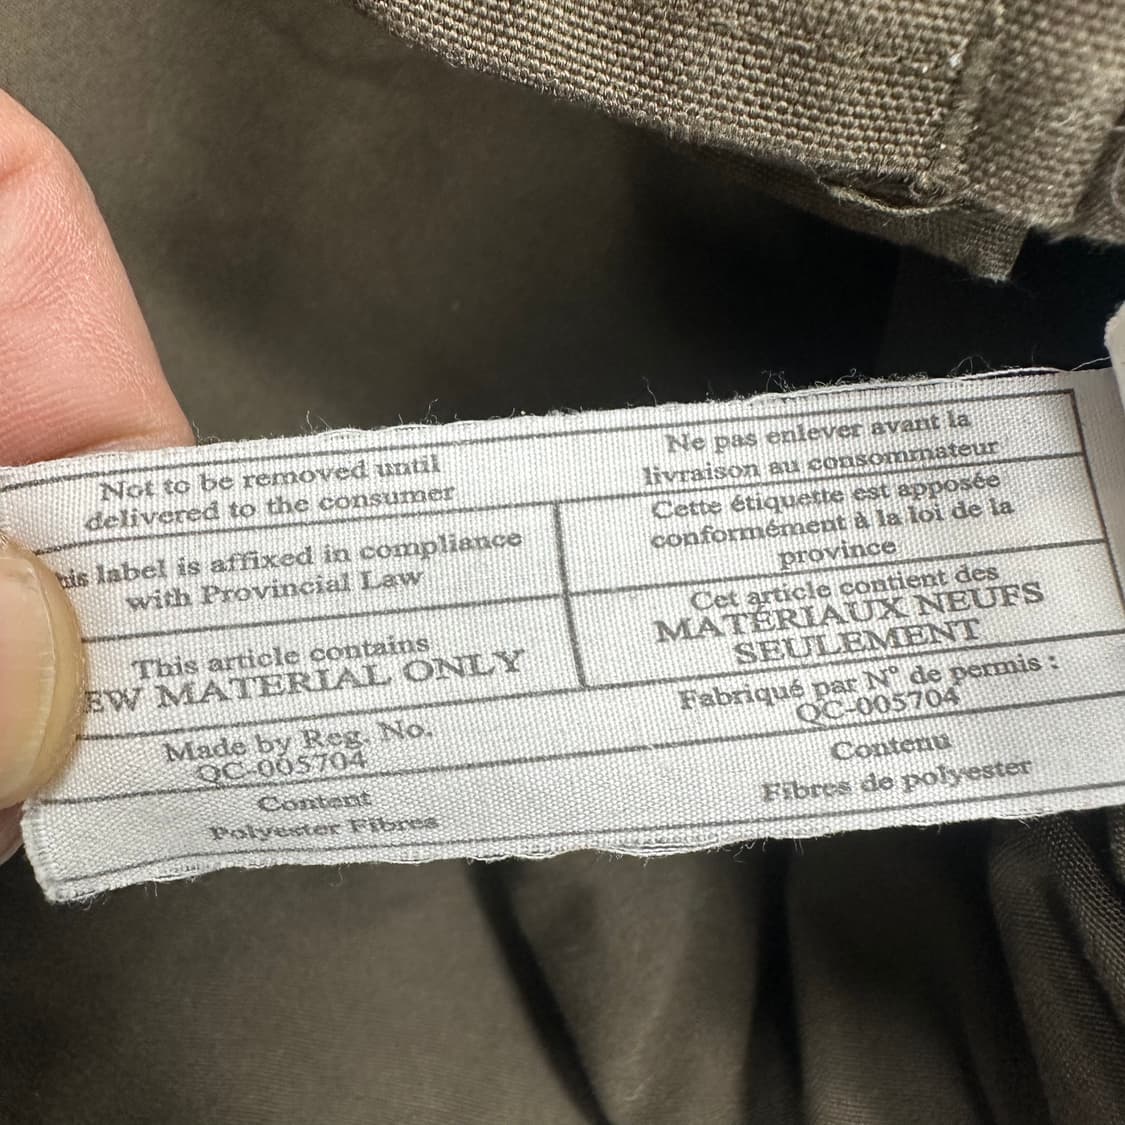 Not to be removed until
delivered to the consumer
his label is affixed in compliance
with Provincial Law
This article contains
EW MATERIAL ONLY
Made by Reg. No.
QC-005704
Content
Polyester Fibres
Ne pas enlever avant la
livraison au consommateur
Cette étiquette est apposée
conformément à la loi de la
province
Cet article contient des
MATÉRIAUX NEUFS
SEULEMENT
Fabriqué par N° de permis :
QC-005704
Contenu
Fibres de polyester